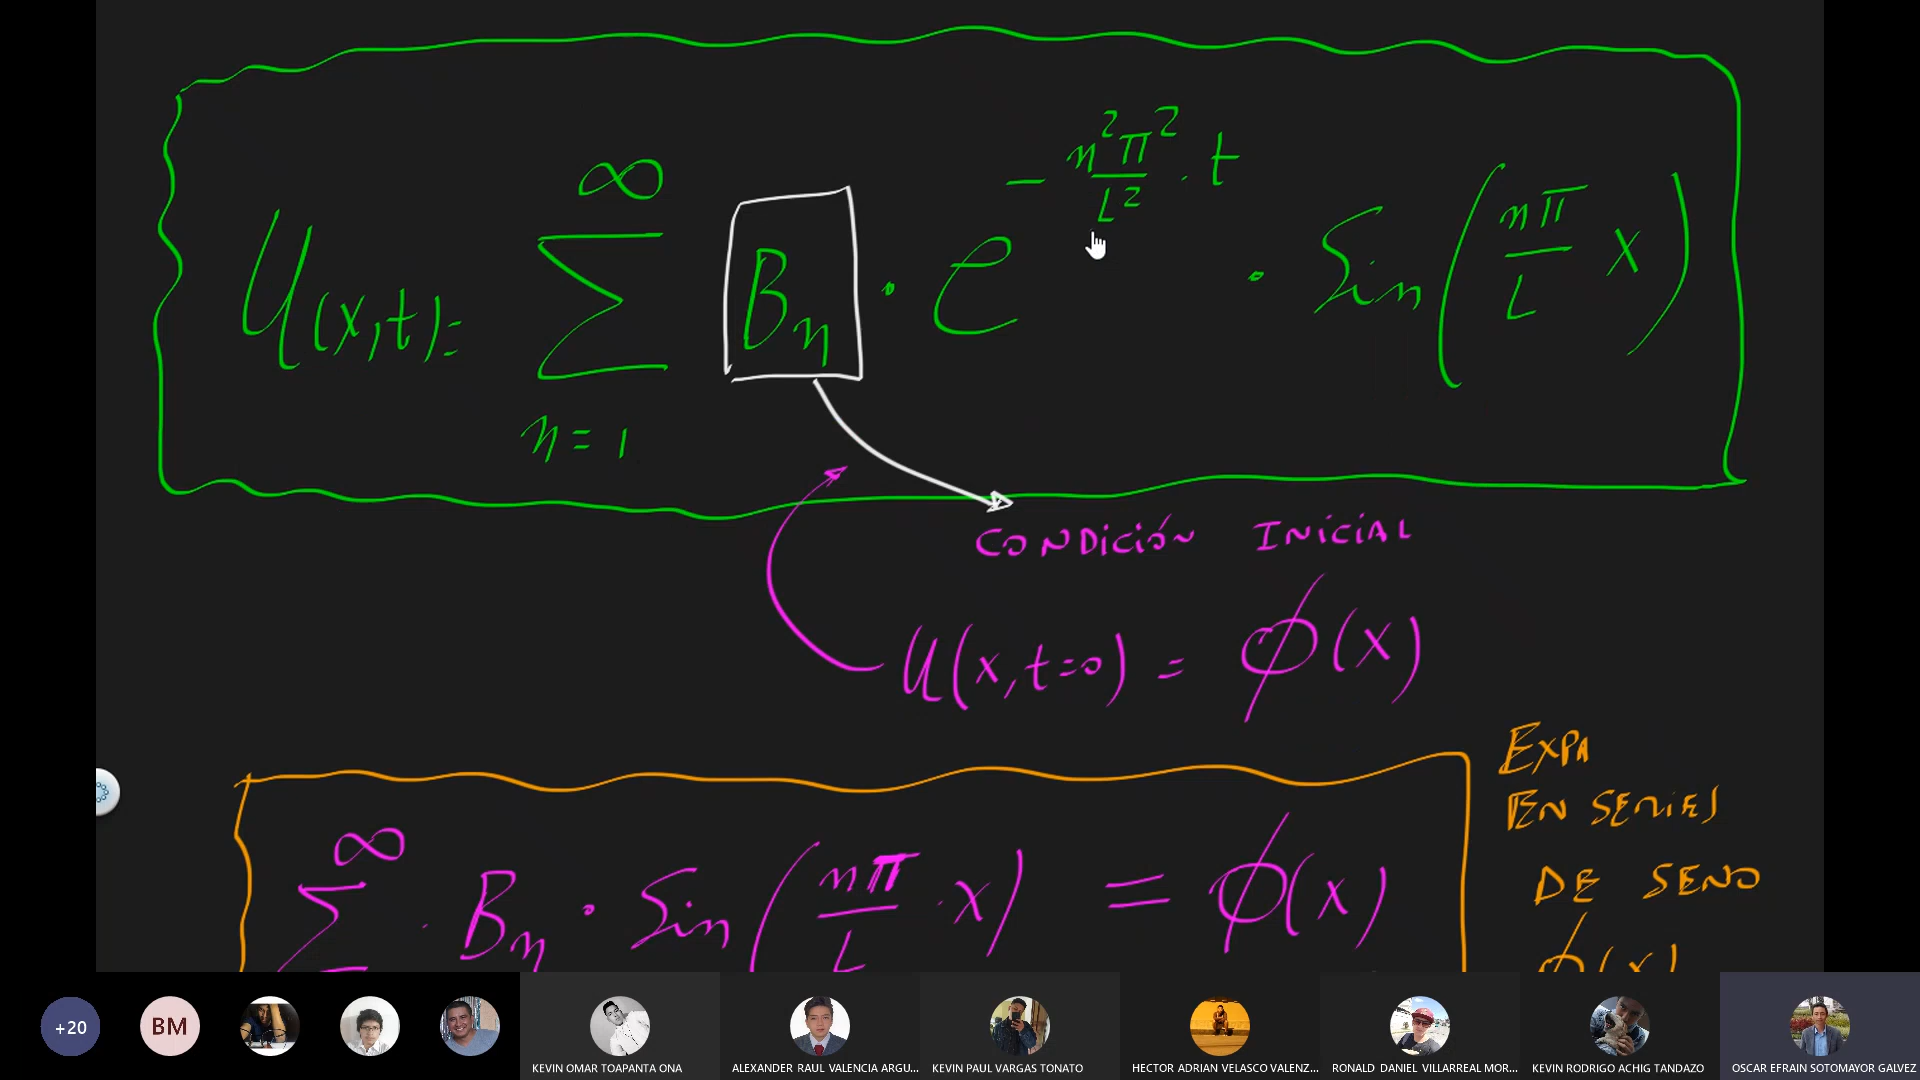 U(x,t)= ∞ Σ n=1 Bn · e^(-n²π²/L² · t) · Sin(nπ/L x)
CONDICIÓN INICIAL
U(x,t=0) = ϕ(x)
EXPA
EN SERIES
DE SENO
ϕ(x)
∞ Σ · Bn · Sin(nπ/L · x) = ϕ(x)
+20
BM
KEVIN OMAR TOAPANTA ONA
ALEXANDER RAUL VALENCIA ARGU...
KEVIN PAUL VARGAS TONATO
HECTOR ADRIAN VELASCO VALENZ...
RONALD DANIEL VILLARREAL MOR...
KEVIN RODRIGO ACHIG TANDAZO
OSCAR EFRAIN SOTOMAYOR GALVEZ